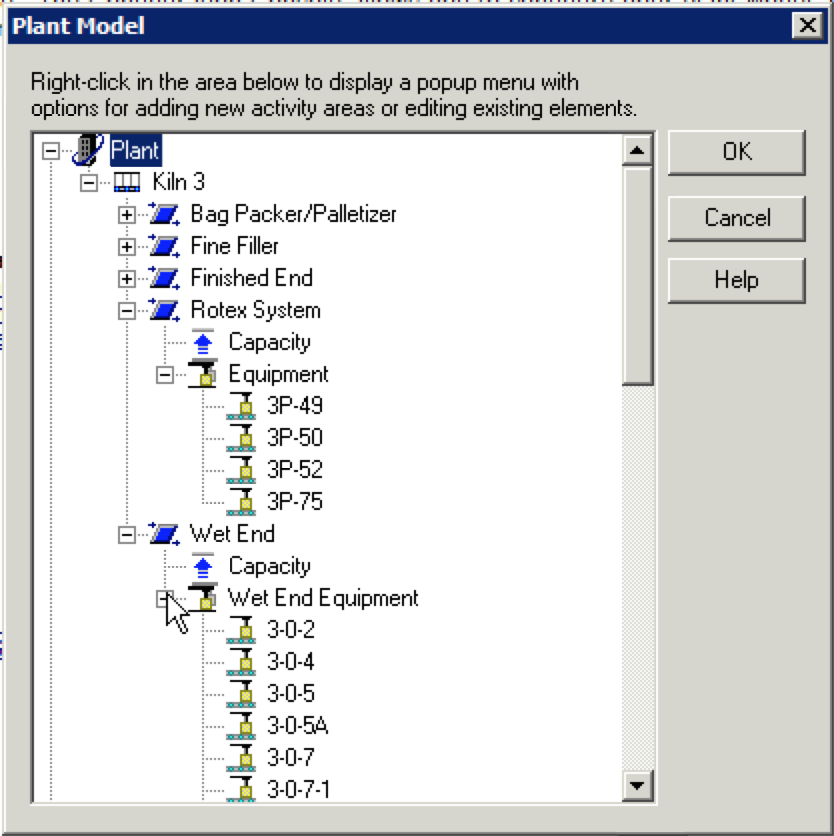 Plant Model
Right-click in the area below to display a popup menu with
options for adding new activity areas or editing existing elements.
Plant
Kiln 3
Bag Packer/Palletizer
Fine Filler
Finished End
Rotex System
Capacity
Equipment
3P-49
3P-50
3P-52
3P-75
Wet End
Capacity
Wet End Equipment
3-0-2
3-0-4
3-0-5
3-0-5A
3-0-7
3-0-7-1
OK
Cancel
Help